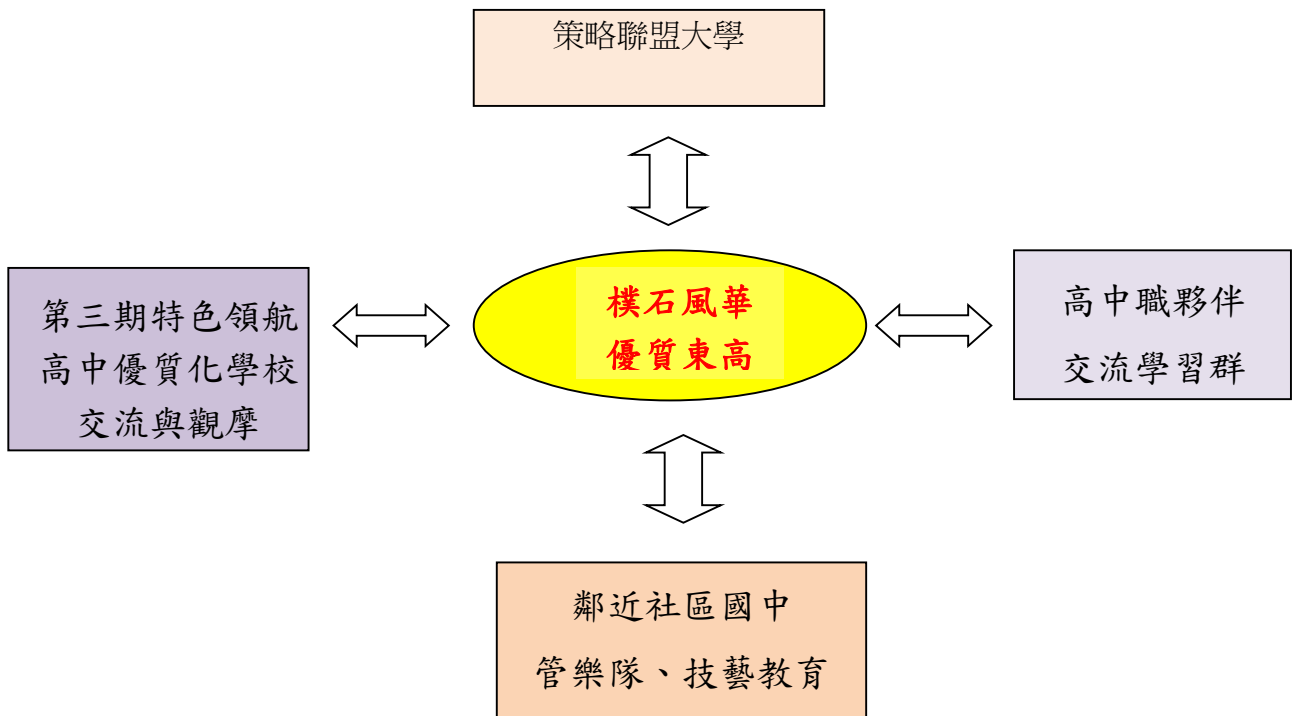 策略聯盟大學
第三期特色領航
高中優質化學校
交流與觀摩
樸石風華
優質東高
高中職夥伴
交流學習群
鄰近社區國中
管樂隊、技藝教育